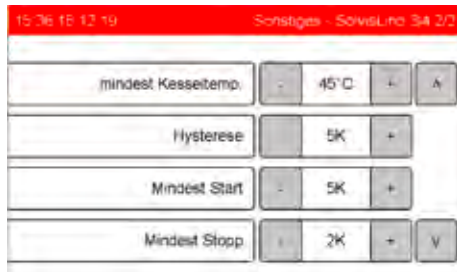 15:36 18.12.19 Sonstiges - SolvisLino 3/4 2/2
mindest Kesseltemp. - 45°C + ʌ
Hysterese 5K +
Mindest Start - 5K +
Mindest Stopp - 2K + v